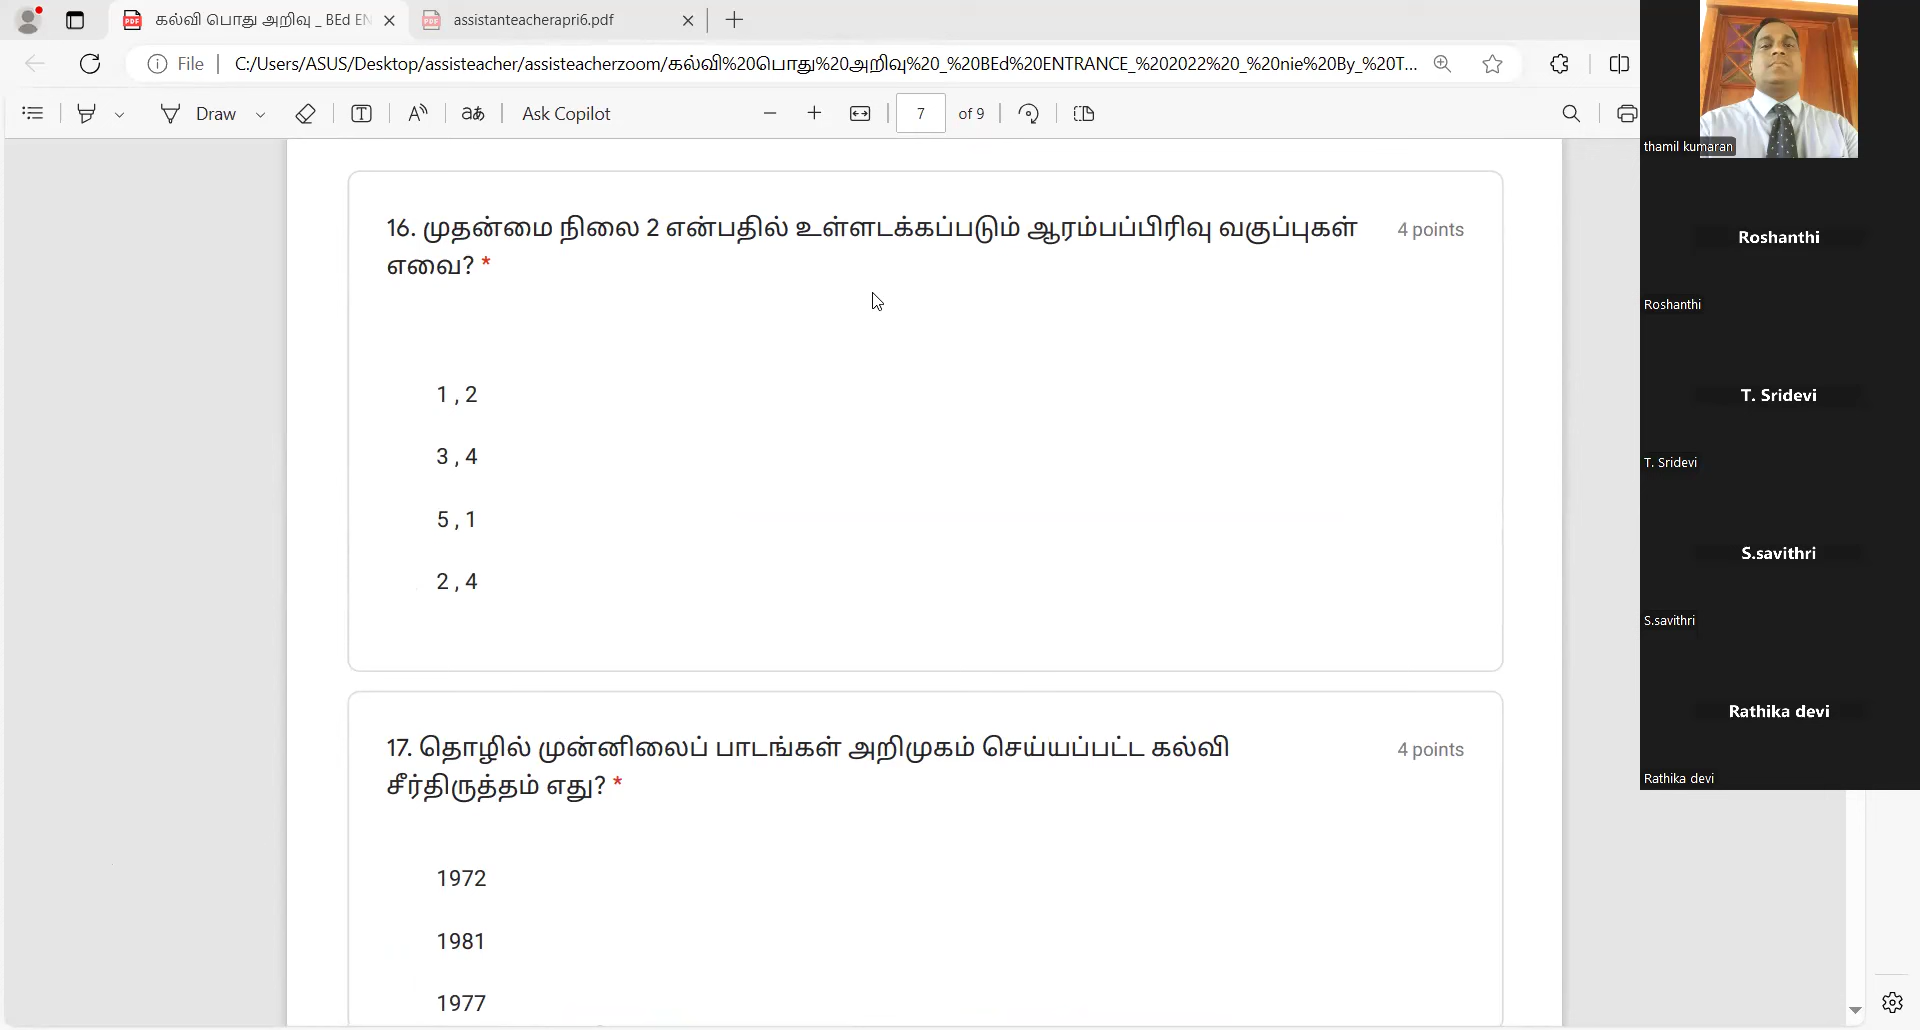 கல்வி பொது அறிவு _ BEd EN
assistanteacherapri6.pdf
File
C:/Users/ASUS/Desktop/assisteacher/assisteacherzoom/கல்வி%20பொது%20அறிவு%20_%20BEd%20ENTRANCE_%202022%20_%20nie%20By_%20T...
Draw
Ask Copilot
7 of 9
16. முதன்மை நிலை 2 என்பதில் உள்ளடக்கப்படும் ஆரம்பப்பிரிவு வகுப்புகள்
எவை? *
4 points
1 , 2
3 , 4
5 , 1
2 , 4
17. தொழில் முன்னிலைப் பாடங்கள் அறிமுகம் செய்யப்பட்ட கல்வி
சீர்திருத்தம் எது? *
4 points
1972
1981
1977
thamil kumaran
Roshanthi
Roshanthi
T. Sridevi
T. Sridevi
S.savithri
S.savithri
Rathika devi
Rathika devi